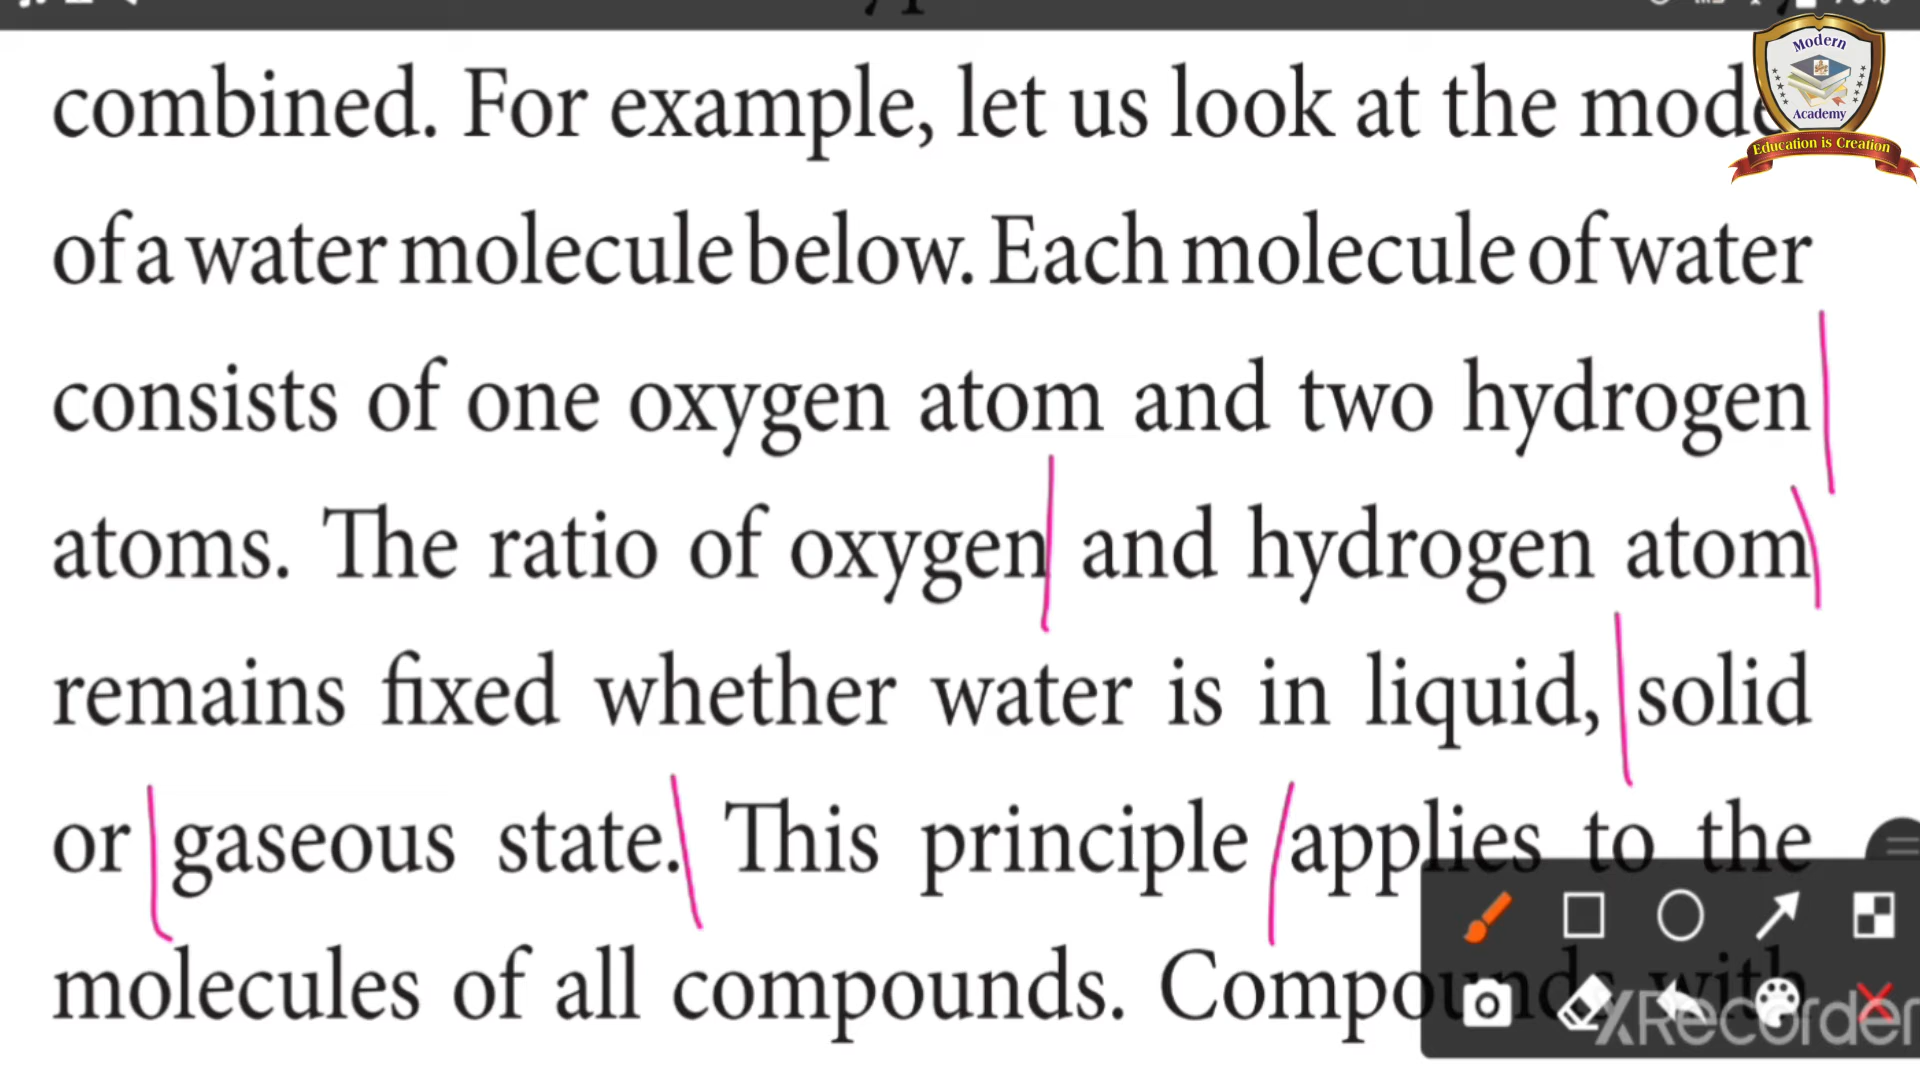 combined. For example, let us look at the mode
of a water molecule below. Each molecule of water
consists of one oxygen atom and two hydrogen
atoms. The ratio of oxygen and hydrogen atom
remains fixed whether water is in liquid, solid
or gaseous state. This principle applies to the
molecules of all compounds. Compounds with
Modern
Academy
Education is Creation
XRecorder